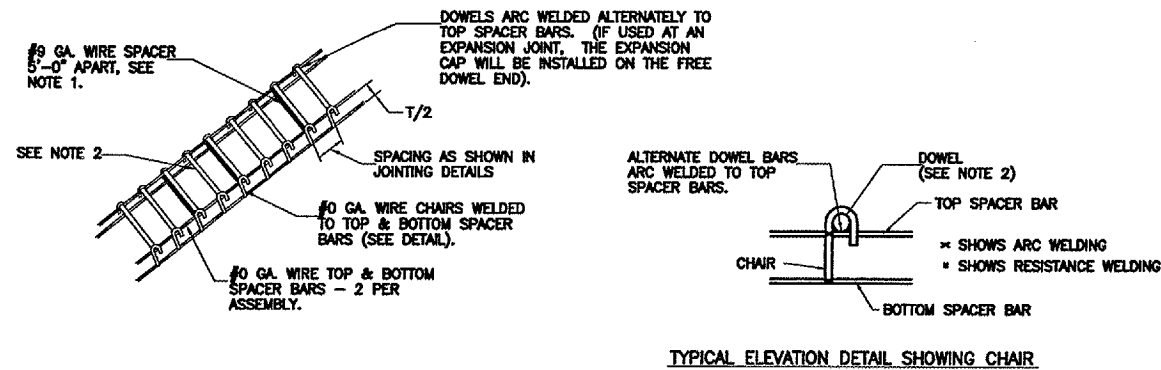 DOWELS ARC WELDED ALTERNATELY TO
TOP SPACER BARS. (IF USED AT AN
EXPANSION JOINT, THE EXPANSION
CAP WILL BE INSTALLED ON THE FREE
DOWEL END).
#9 GA. WIRE SPACER
5'-0" APART, SEE
NOTE 1.
T/2
SEE NOTE 2
SPACING AS SHOWN IN
JOINTING DETAILS
#0 GA. WIRE CHAIRS WELDED
TO TOP & BOTTOM SPACER
BARS (SEE DETAIL).
#0 GA. WIRE TOP & BOTTOM
SPACER BARS - 2 PER
ASSEMBLY.
ALTERNATE DOWEL BARS
ARC WELDED TO TOP
SPACER BARS.
DOWEL
(SEE NOTE 2)
TOP SPACER BAR
× SHOWS ARC WELDING
CHAIR
* SHOWS RESISTANCE WELDING
BOTTOM SPACER BAR
TYPICAL ELEVATION DETAIL SHOWING CHAIR